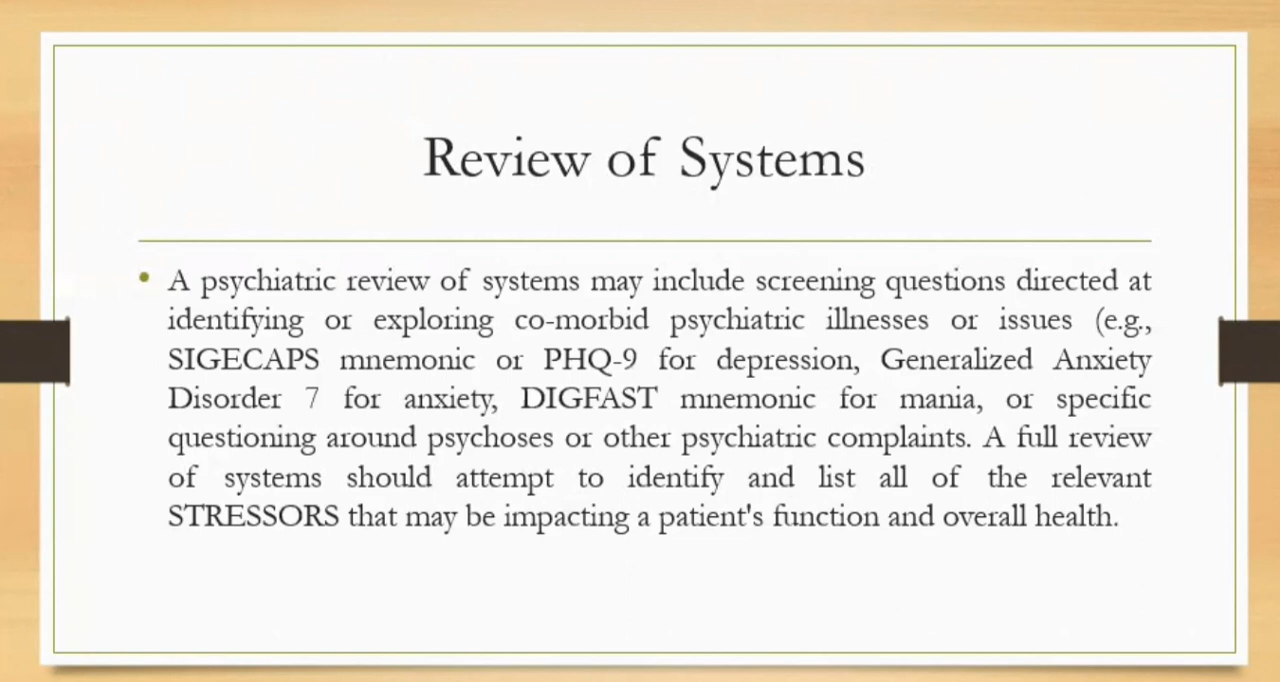 Review of Systems
• A psychiatric review of systems may include screening questions directed at
identifying or exploring co-morbid psychiatric illnesses or issues (e.g.,
SIGECAPS mnemonic or PHQ-9 for depression, Generalized Anxiety
Disorder 7 for anxiety, DIGFAST mnemonic for mania, or specific
questioning around psychoses or other psychiatric complaints. A full review
of systems should attempt to identify and list all of the relevant
STRESSORS that may be impacting a patient's function and overall health.